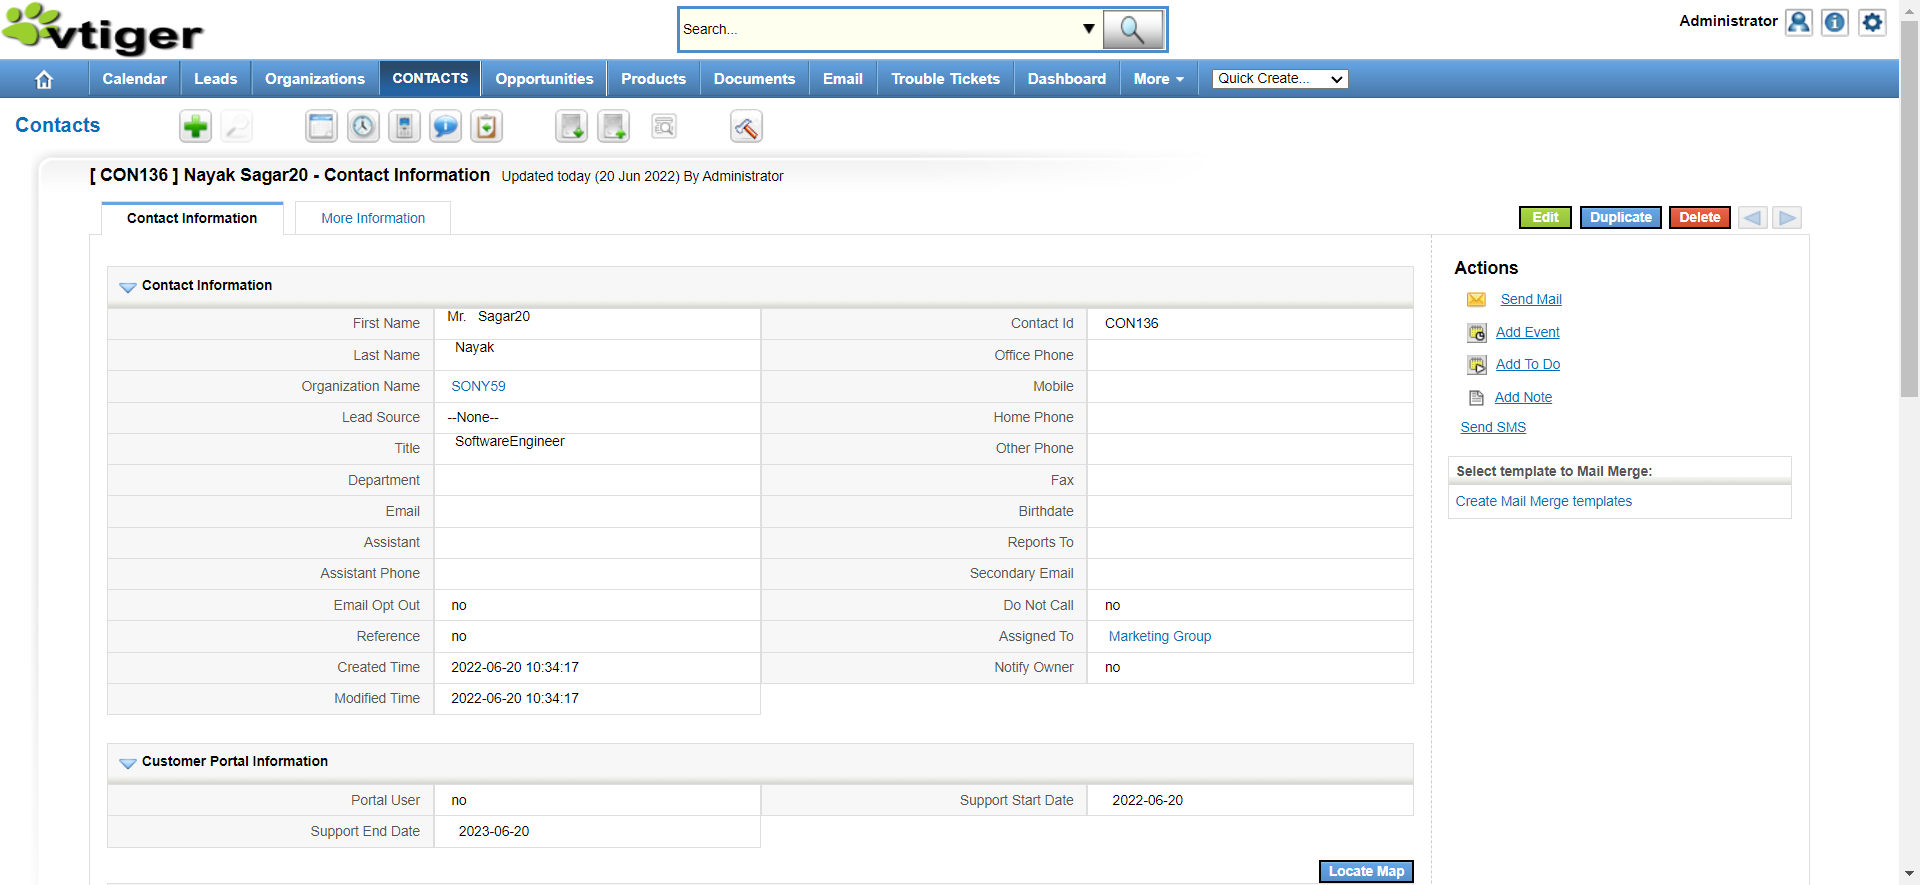 vtiger
Search...
Administrator
Calendar Leads Organizations CONTACTS Opportunities Products Documents Email Trouble Tickets Dashboard More Quick Create...
Contacts
[ CON136 ] Nayak Sagar20 - Contact Information Updated today (20 Jun 2022) By Administrator
Contact Information More Information
Edit Duplicate Delete
Contact Information
First Name Mr. Sagar20 Contact Id CON136
Last Name Nayak Office Phone
Organization Name SONY59 Mobile
Lead Source --None-- Home Phone
Title SoftwareEngineer Other Phone
Department Fax
Email Birthdate
Assistant Reports To
Assistant Phone Secondary Email
Email Opt Out no Do Not Call no
Reference no Assigned To Marketing Group
Created Time 2022-06-20 10:34:17 Notify Owner no
Modified Time 2022-06-20 10:34:17
Customer Portal Information
Portal User no Support Start Date 2022-06-20
Support End Date 2023-06-20
Locate Map
Actions
Send Mail
Add Event
Add To Do
Add Note
Send SMS
Select template to Mail Merge:
Create Mail Merge templates